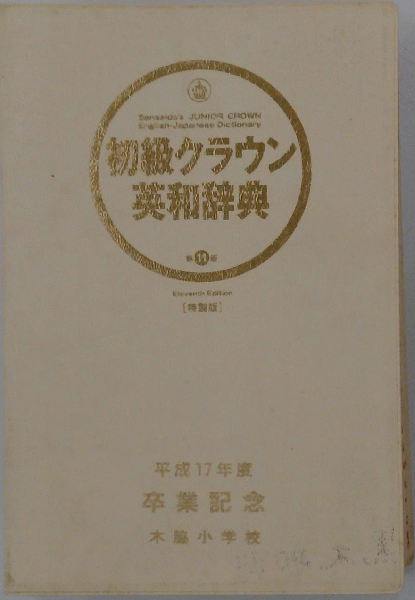 Sanseido's JUNIOR CROWN
English-Japanese Dictionary
初級クラウン
英和辞典
第11版
Eleventh Edition
[特製版]
平成17年度
卒業記念
木脇小学校